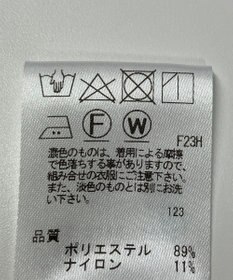 F W
F23H
濃色のものは、着用による摩擦
で色落ちする事がありますので、
組み合せの衣服にご注意下さい。
また、淡色のものとは別にお洗
い下さい。
123
品質
ポリエステル 89%
ナイロン 11%